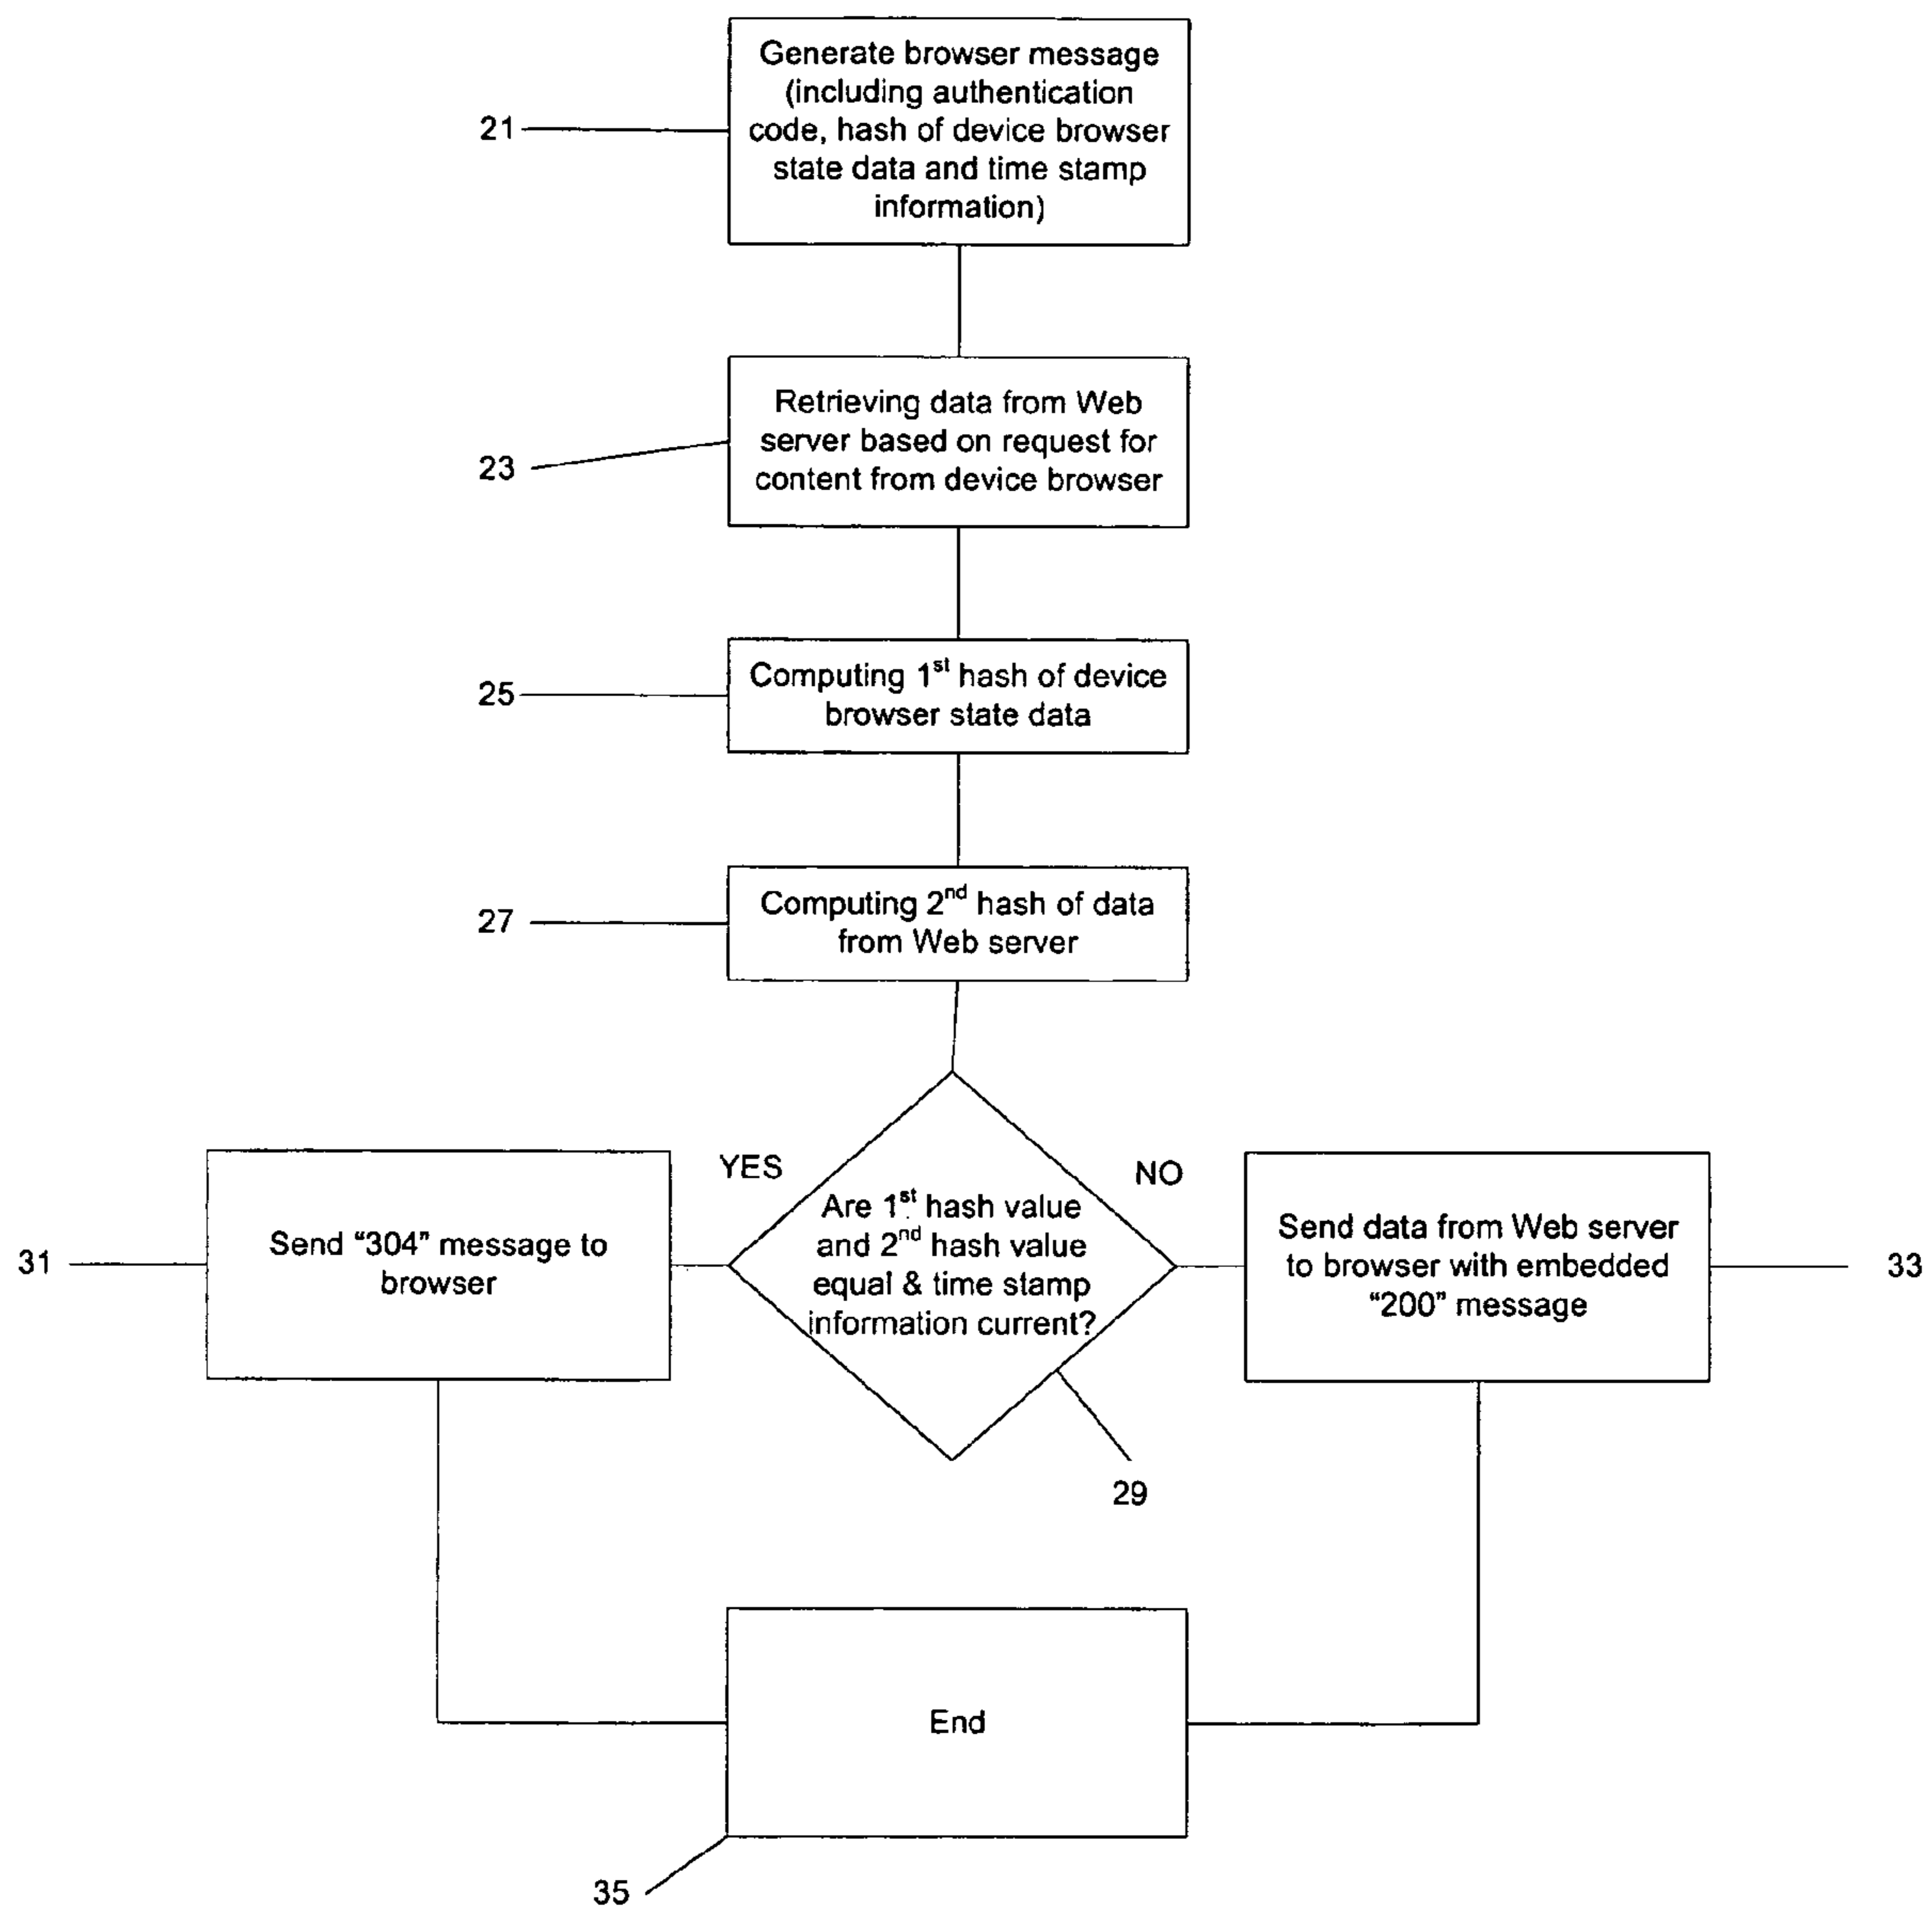 Generate browser message
(including authentication
code, hash of device browser
state data and time stamp
information)
21
Retrieving data from Web
server based on request for
content from device browser
23
Computing 1st hash of device
browser state data
25
Computing 2nd hash of data
from Web server
27
YES
NO
Are 1st hash value
and 2nd hash value
equal & time stamp
information current?
Send “304” message to
browser
31
Send data from Web server
to browser with embedded
“200” message
33
29
End
35